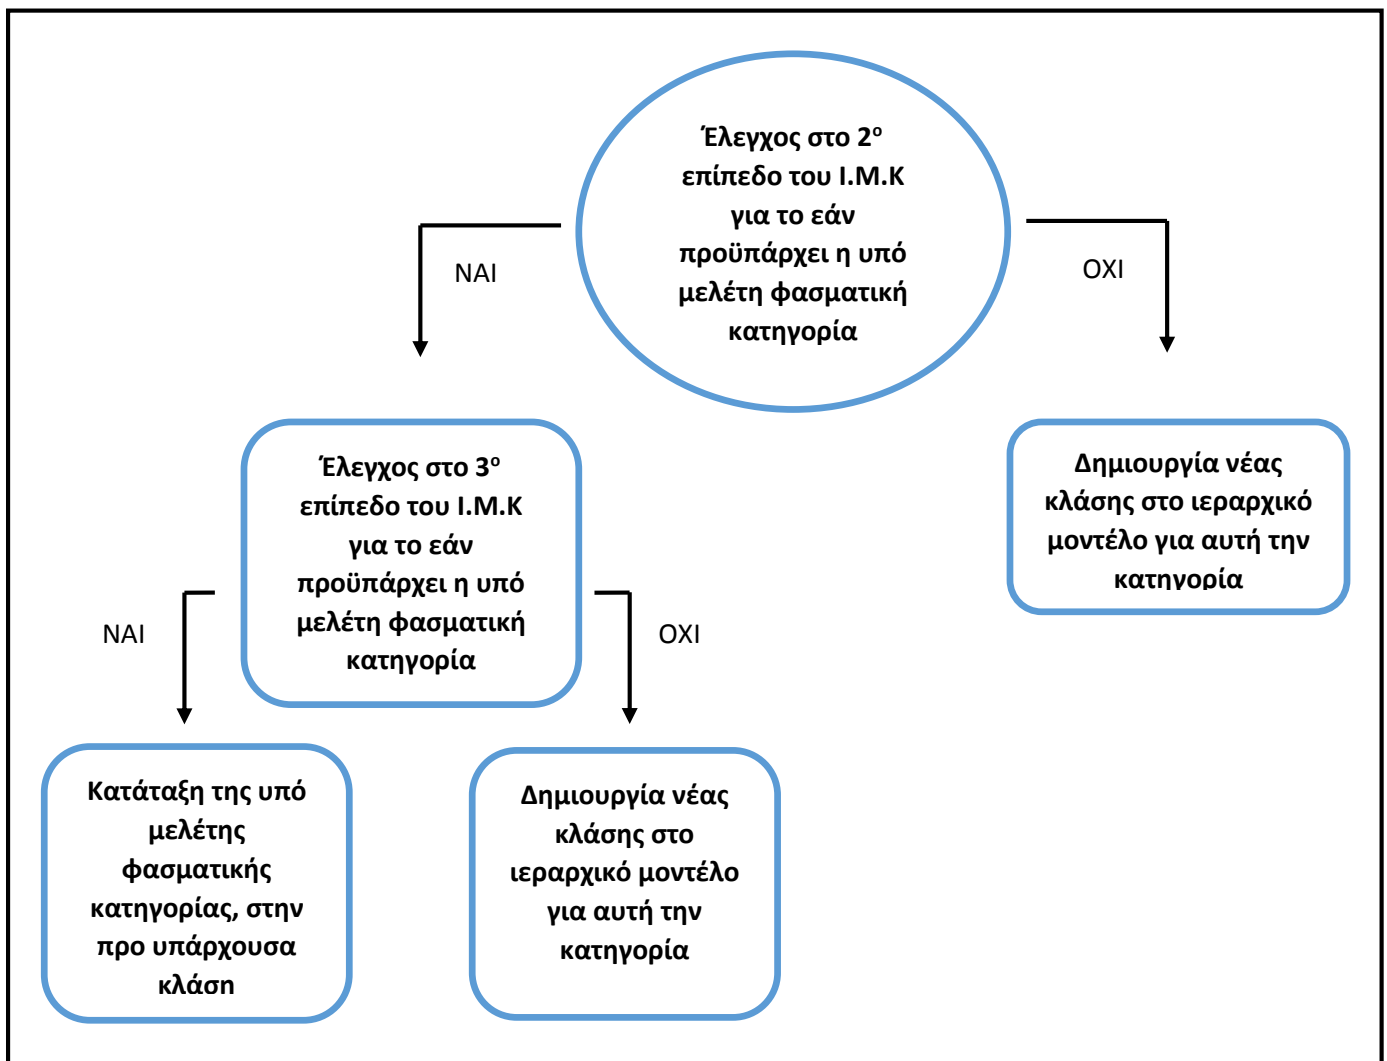 Έλεγχος στο 2ο
επίπεδο του Ι.Μ.Κ
για το εάν
προϋπάρχει η υπό
μελέτη φασματική
κατηγορία
ΝΑΙ
ΟΧΙ
Έλεγχος στο 3ο
επίπεδο του Ι.Μ.Κ
για το εάν
προϋπάρχει η υπό
μελέτη φασματική
κατηγορία
Δημιουργία νέας
κλάσης στο ιεραρχικό
μοντέλο για αυτή την
κατηγορία
ΝΑΙ
ΟΧΙ
Κατάταξη της υπό
μελέτης
φασματικής
κατηγορίας, στην
προ υπάρχουσα
κλάση
Δημιουργία νέας
κλάσης στο
ιεραρχικό μοντέλο
για αυτή την
κατηγορία